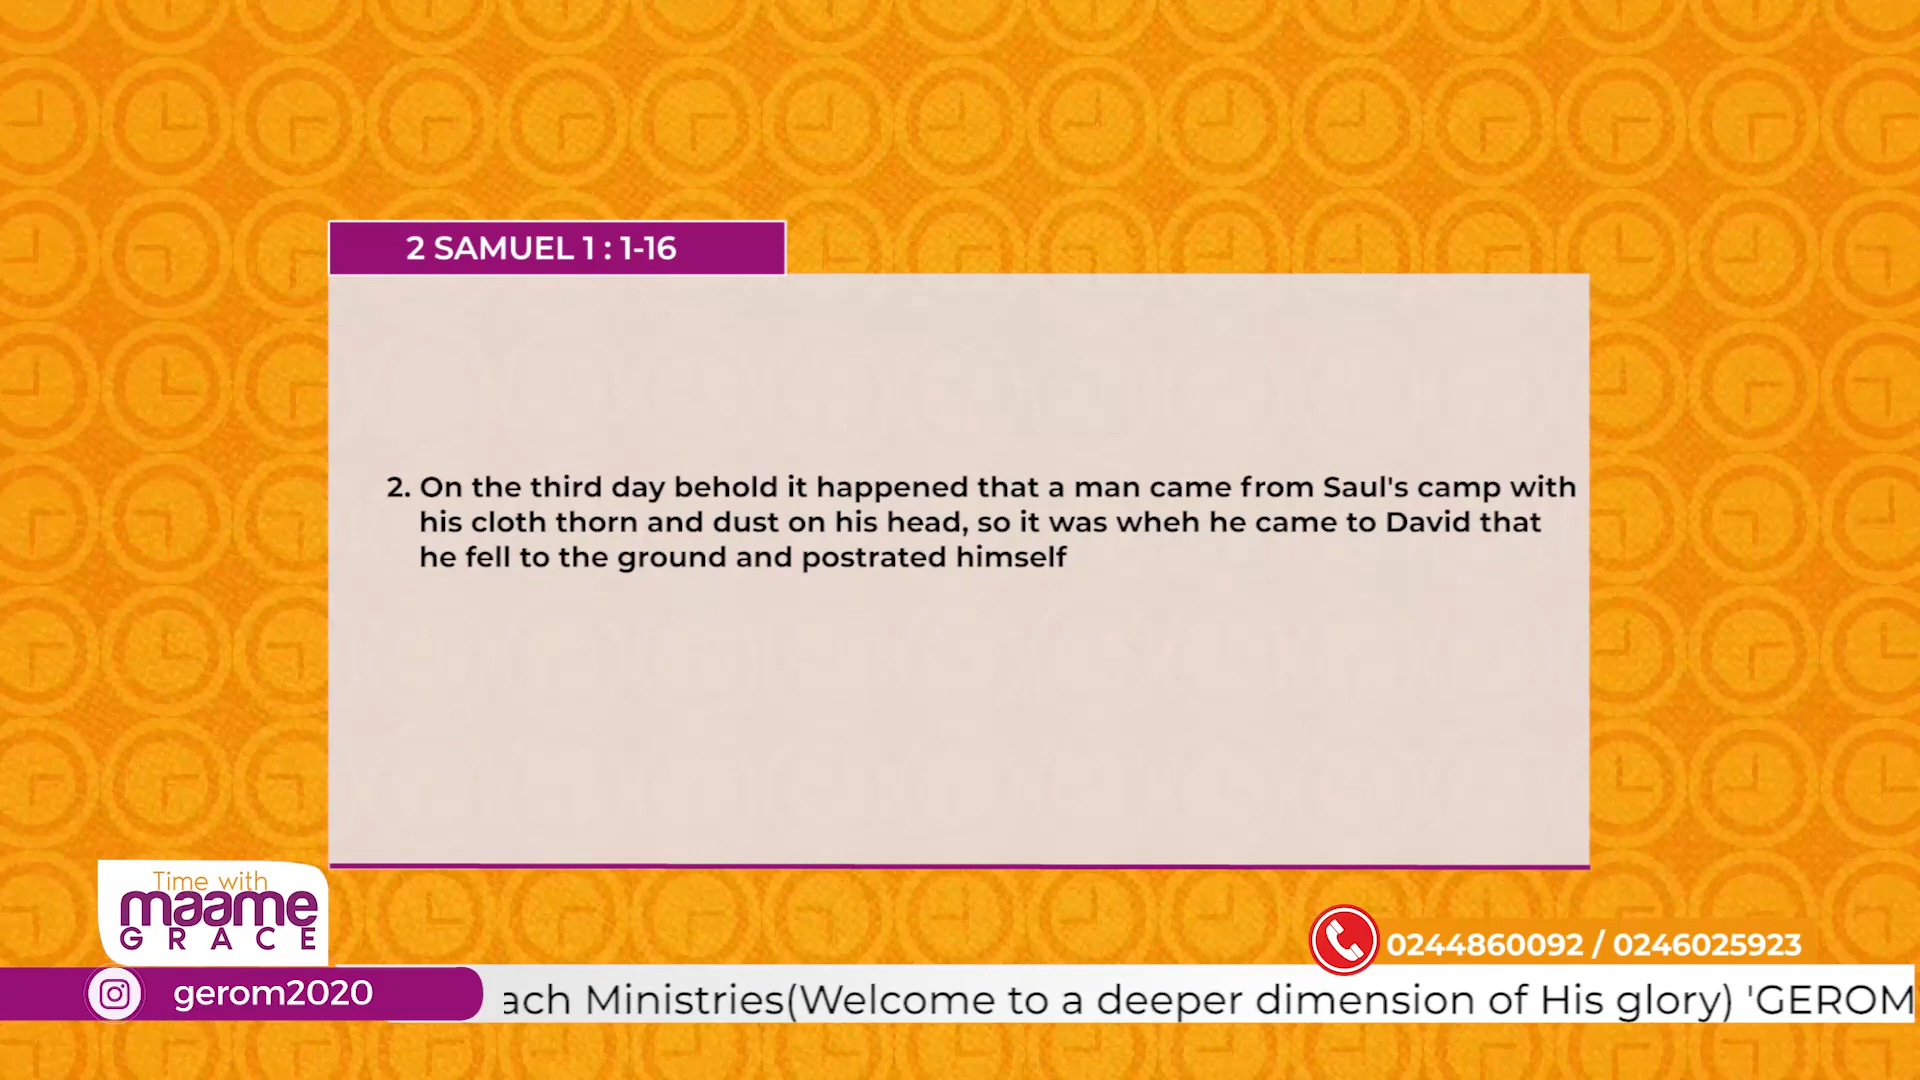 2 SAMUEL 1 : 1-16
2. On the third day behold it happened that a man came from Saul's camp with
his cloth thorn and dust on his head, so it was wheh he came to David that
he fell to the ground and postrated himself
Time with
maame
GRACE
0244860092 / 0246025923
gerom2020
ach Ministries(Welcome to a deeper dimension of His glory) 'GEROM